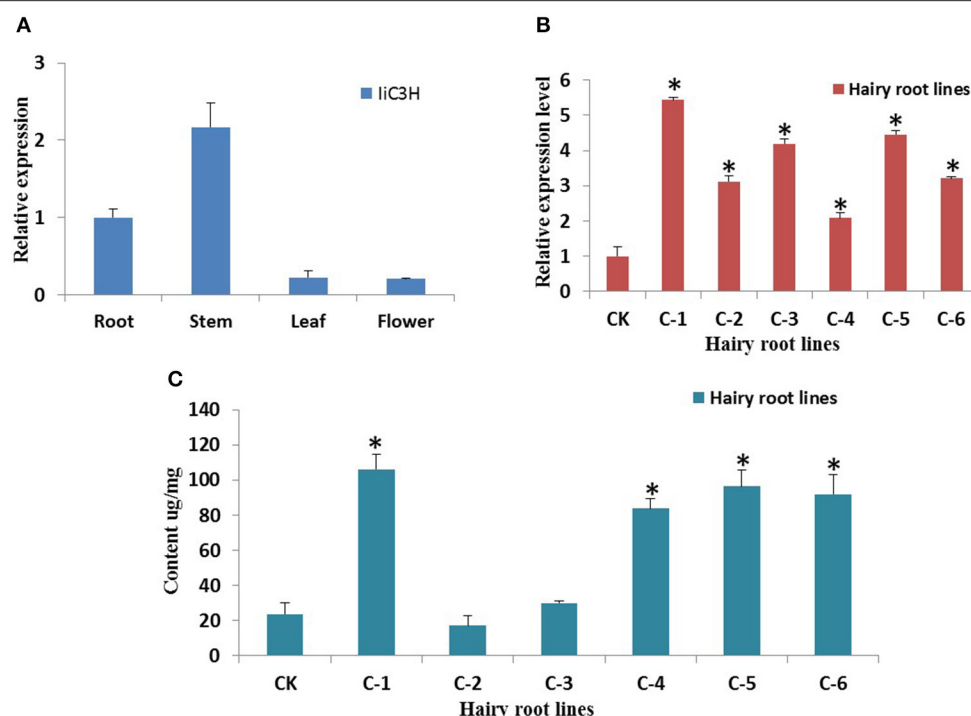 A
Relative expression
3
2
1
0
IiC3H
Root Stem Leaf Flower
B
Relative expression level
6
5
4
3
2
1
0
Hairy root lines
* * * * * *
CK C-1 C-2 C-3 C-4 C-5 C-6
Hairy root lines
C
Content ug/mg
140
120
100
80
60
40
20
0
Hairy root lines
* * * *
CK C-1 C-2 C-3 C-4 C-5 C-6
Hairy root lines